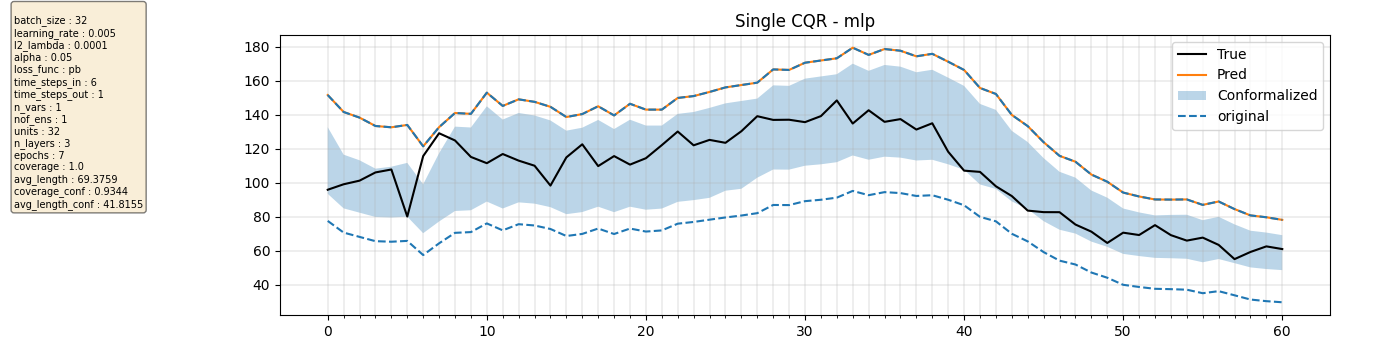 batch_size : 32
learning_rate : 0.005
l2_lambda : 0.0001
alpha : 0.05
loss_func : pb
time_steps_in : 6
time_steps_out : 1
n_vars : 1
nof_ens : 1
units : 32
n_layers : 3
epochs : 7
coverage : 1.0
avg_length : 69.3759
coverage_conf : 0.9344
avg_length_conf : 41.8155
Single CQR - mlp
True
Pred
Conformalized
original
180
160
140
120
100
80
60
40
0 10 20 30 40 50 60